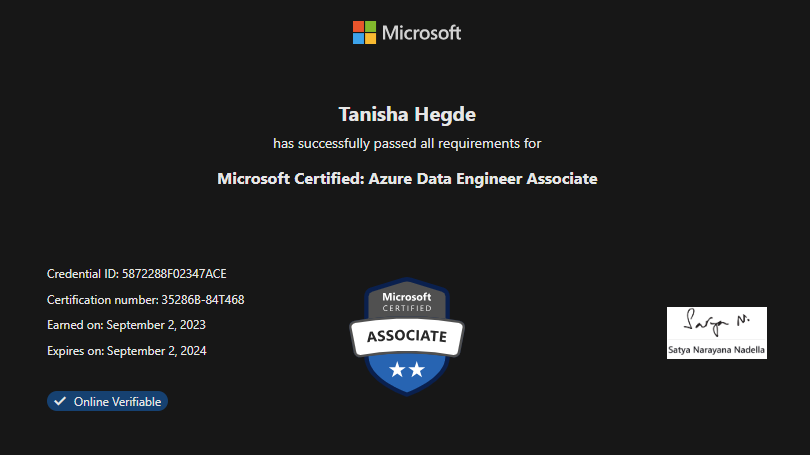 Microsoft
Tanisha Hegde
has successfully passed all requirements for
Microsoft Certified: Azure Data Engineer Associate
Credential ID: 5872288F02347ACE
Certification number: 35286B-84T468
Earned on: September 2, 2023
Expires on: September 2, 2024
Online Verifiable
Microsoft
CERTIFIED
ASSOCIATE
Satya N.
Satya Narayana Nadella